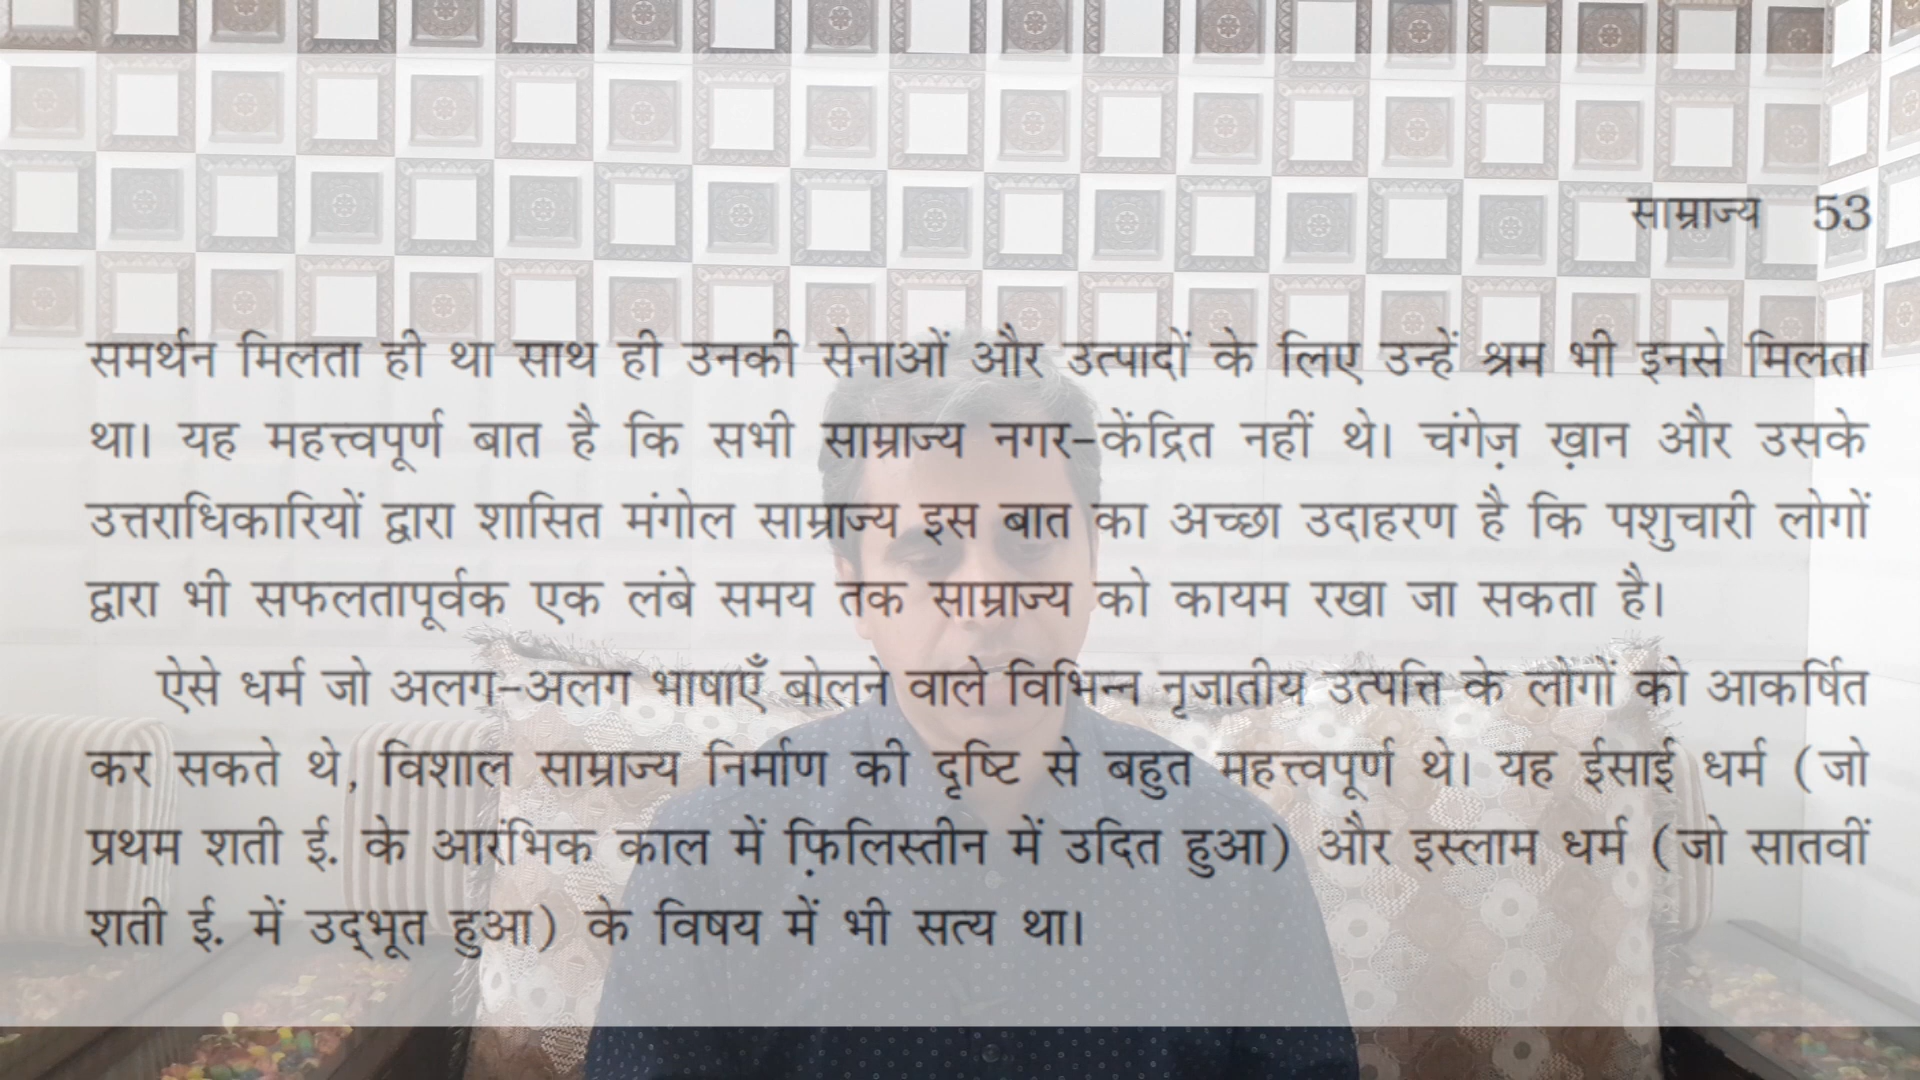 साम्राज्य 53
समर्थन मिलता ही था साथ ही उनकी सेनाओं और उत्पादों के लिए उन्हें श्रम भी इनसे मिलता
था। यह महत्त्वपूर्ण बात है कि सभी साम्राज्य नगर-केंद्रित नहीं थे। चंगेज़ ख़ान और उसके
उत्तराधिकारियों द्वारा शासित मंगोल साम्राज्य इस बात का अच्छा उदाहरण है कि पशुचारी लोगों
द्वारा भी सफलतापूर्वक एक लंबे समय तक साम्राज्य को कायम रखा जा सकता है।
ऐसे धर्म जो अलग-अलग भाषाएँ बोलने वाले विभिन्न नृजातीय उत्पत्ति के लोगों को आकर्षित
कर सकते थे, विशाल साम्राज्य निर्माण की दृष्टि से बहुत महत्त्वपूर्ण थे। यह ईसाई धर्म (जो
प्रथम शती ई. के आरंभिक काल में फ़िलिस्तीन में उदित हुआ) और इस्लाम धर्म (जो सातवीं
शती ई. में उद्भूत हुआ) के विषय में भी सत्य था।